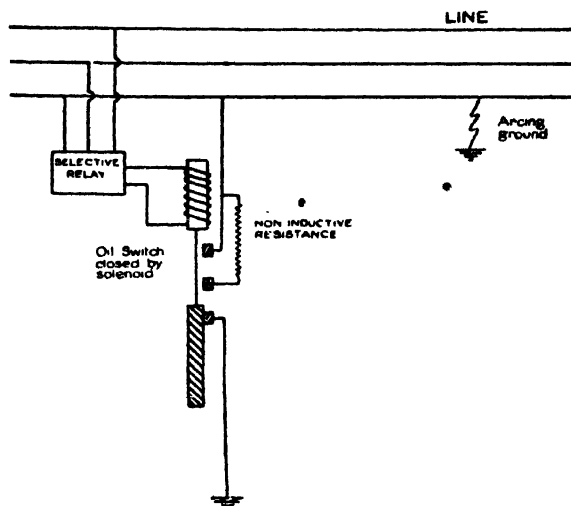 LINE
Arcing
ground
SELECTIVE
RELAY
NON INDUCTIVE
RESISTANCE
Oil Switch
closed by
solenoid